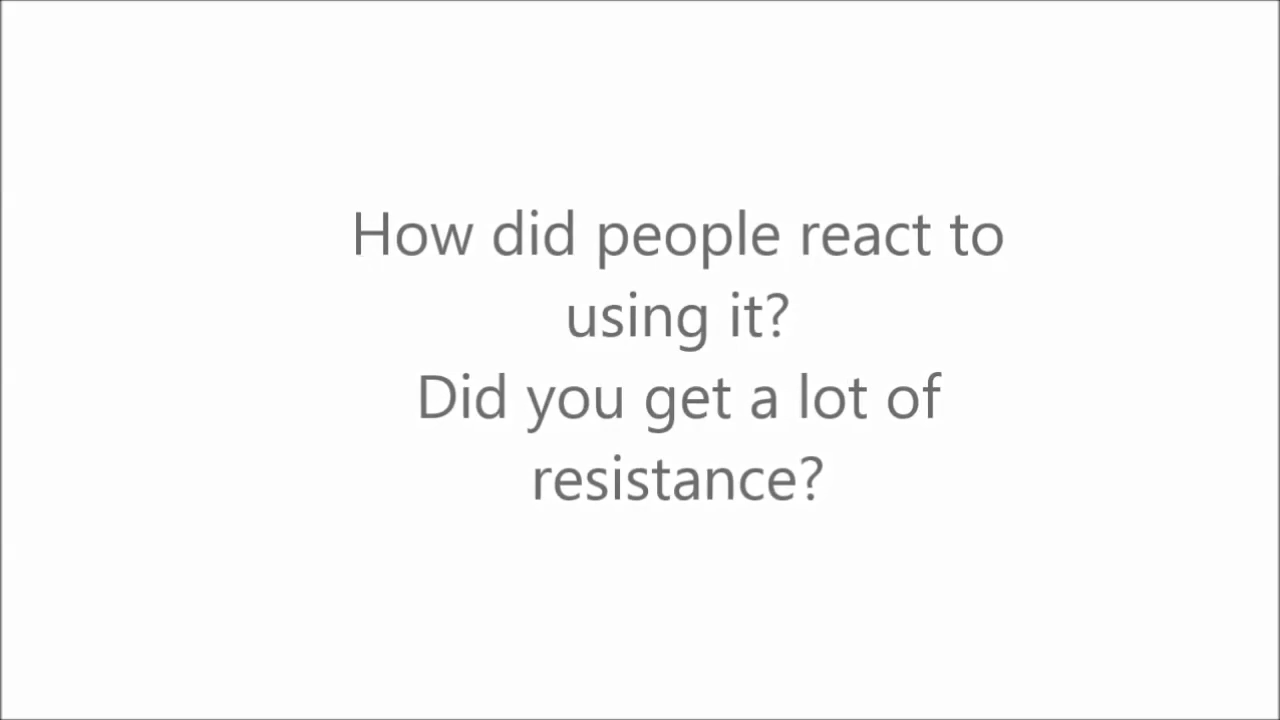 How did people react to
using it?
Did you get a lot of
resistance?